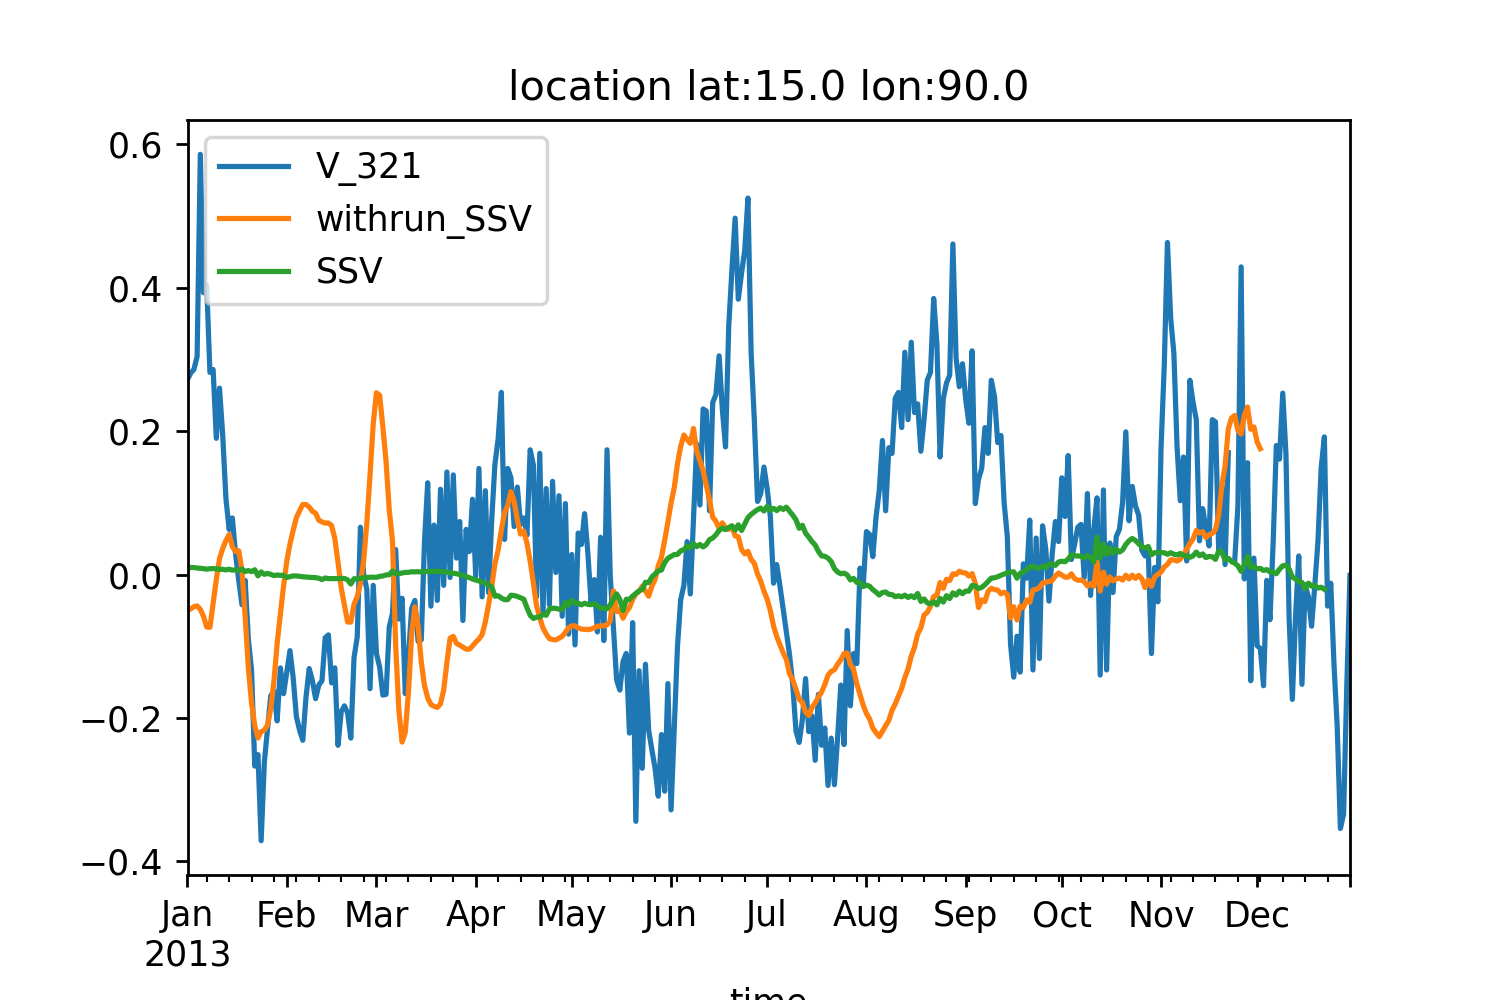 location lat:15.0 lon:90.0
V_321
withrun_SSV
SSV
0.6
0.4
0.2
0.0
−0.2
−0.4
Jan Feb Mar Apr May Jun Jul Aug Sep Oct Nov Dec
2013
time